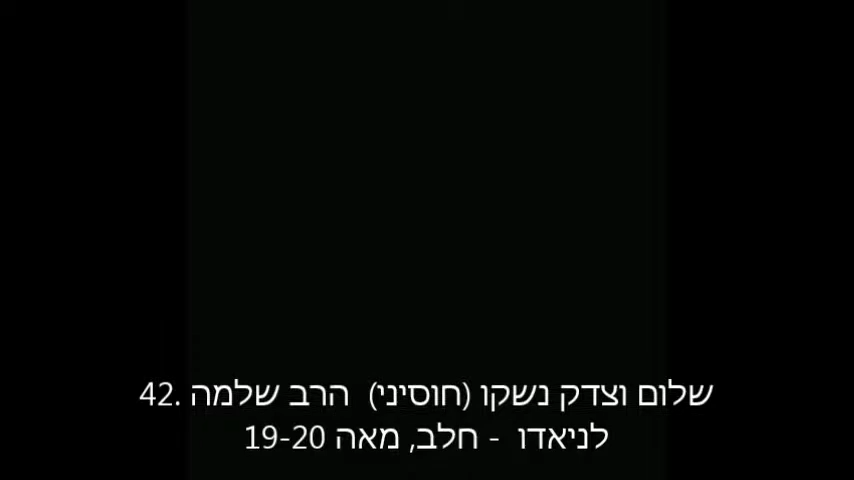 42. שלום וצדק נשקו (חוסיני) הרב שלמה
לניאדו - חלב, מאה 19-20